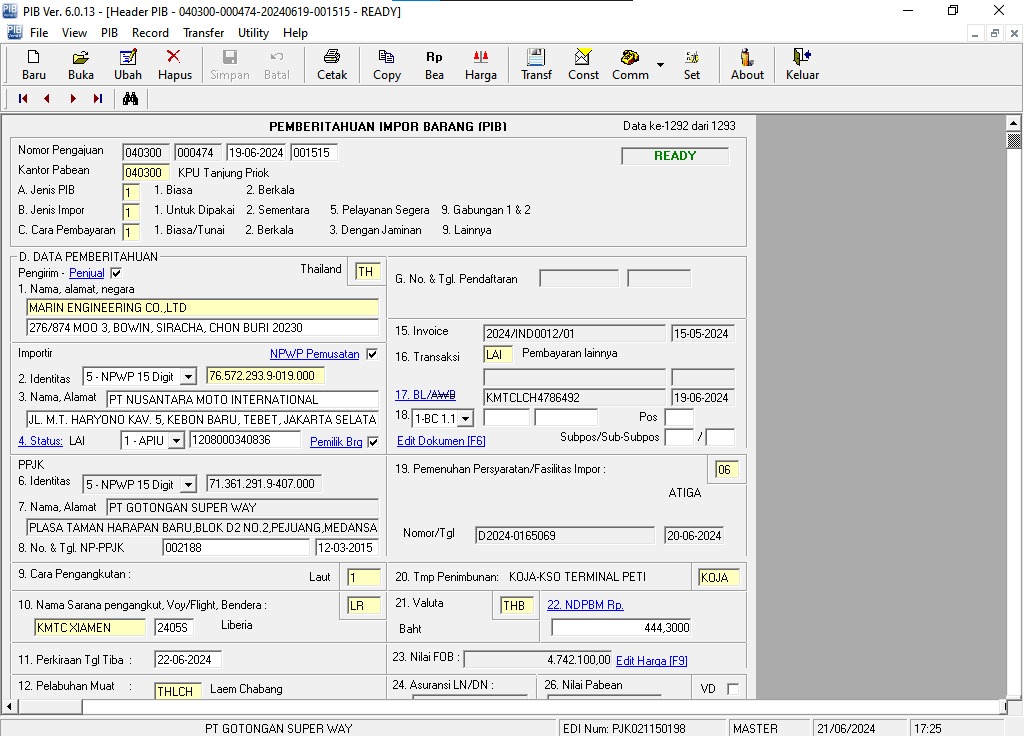 PIB Ver. 6.0.13 - [Header PIB - 040300-000474-20240619-001515 - READY]
File View PIB Record Transfer Utility Help
Baru Buka Ubah Hapus Simpan Batal Cetak Copy Rp Bea Harga Transf Const Comm Set About Keluar
PEMBERITAHUAN IMPOR BARANG (PIB) Data ke-1292 dari 1293
Nomor Pengajuan 040300 000474 19-06-2024 001515
READY
Kantor Pabean 040300 KPU Tanjung Priok
A. Jenis PIB 1 1. Biasa 2. Berkala
B. Jenis Impor 1 1. Untuk Dipakai 2. Sementara 5. Pelayanan Segera 9. Gabungan 1 & 2
C. Cara Pembayaran 1 1. Biasa/Tunai 2. Berkala 3. Dengan Jaminan 9. Lainnya
D. DATA PEMBERITAHUAN
Pengirim - Penjual Thailand TH
1. Nama, alamat, negara
MARIN ENGINEERING CO.,LTD
276/874 MOO 3, BOWIN, SIRACHA, CHON BURI 20230
Importir NPWP Pemusatan
2. Identitas 5 - NPWP 15 Digit 76.572.293.9-019.000
3. Nama, Alamat PT NUSANTARA MOTO INTERNATIONAL
JL. M.T. HARYONO KAV. 5, KEBON BARU, TEBET, JAKARTA SELATA
4. Status: LAI 1 - APIU 1208000340836 Pemilik Brg
PPJK
6. Identitas 5 - NPWP 15 Digit 71.361.291.9-407.000
7. Nama, Alamat PT GOTONGAN SUPER WAY
PLASA TAMAN HARAPAN BARU,BLOK D2 NO.2,PEJUANG,MEDANSA
8. No. & Tgl. NP-PPJK 002188 12-03-2015
9. Cara Pengangkutan : Laut 1
10. Nama Sarana pengangkut, Voy/Flight, Bendera : LR
KMTC XIAMEN 2405S Liberia
11. Perkiraan Tgl Tiba : 22-06-2024
12. Pelabuhan Muat : THLCH Laem Chabang
G. No. & Tgl. Pendaftaran
15. Invoice 2024/IND0012/01 15-05-2024
16. Transaksi LAI Pembayaran lainnya
17. BL/AWB KMTCLCH4786492 19-06-2024
18. 1-BC 1.1 Pos
Edit Dokumen [F6] Subpos/Sub-Subpos /
19. Pemenuhan Persyaratan/Fasilitas Impor : 06
ATIGA
Nomor/Tgl D2024-0165069 20-06-2024
20. Tmp Penimbunan: KOJA-KSO TERMINAL PETI KOJA
21. Valuta THB 22. NDPBM Rp.
Baht 444,3000
23. Nilai FOB : 4.742.100,00 Edit Harga [F9]
24. Asuransi LN/DN : 26. Nilai Pabean VD
PT GOTONGAN SUPER WAY EDI Num: PJK021150198 MASTER 21/06/2024 17:25